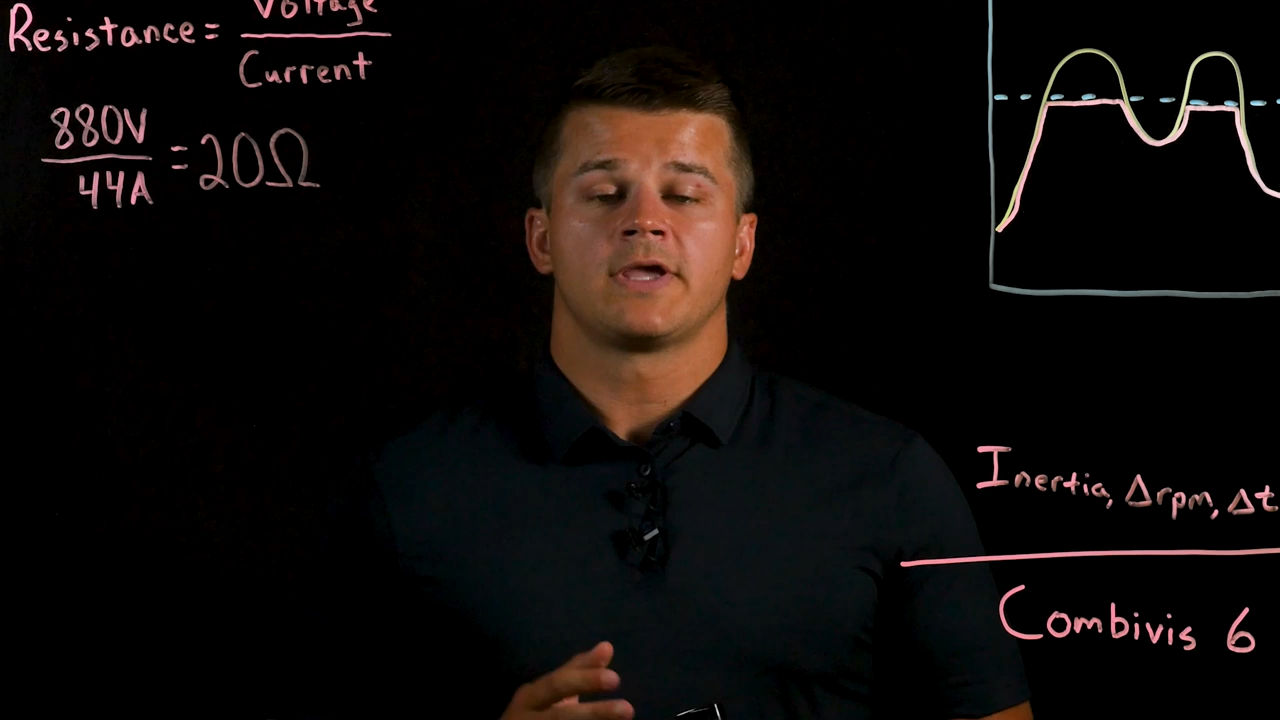 Resistance = Voltage
Current
880V
44A
= 20Ω
Inertia, Δrpm, Δt
Combivis 6